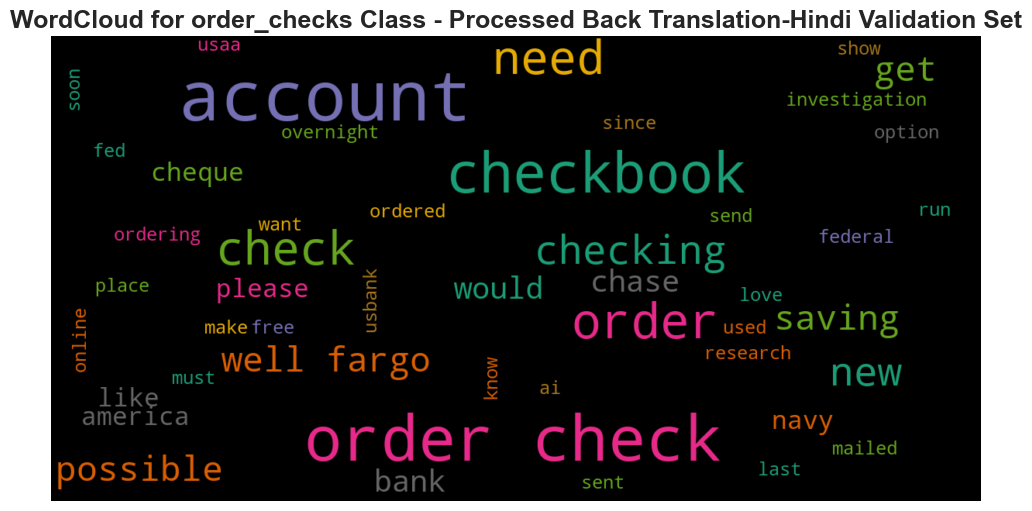 WordCloud for order_checks Class - Processed Back Translation-Hindi Validation Set
usaa
need
show
get
soon
account
investigation
overnight
since
option
fed
cheque
checkbook
ordered
send
run
ordering
want
check
checking
federal
place
please
usbank
would
chase
love
online
make
free
order
used
saving
well fargo
research
must
know
ai
new
like
america
order check
navy
mailed
possible
bank
sent
last